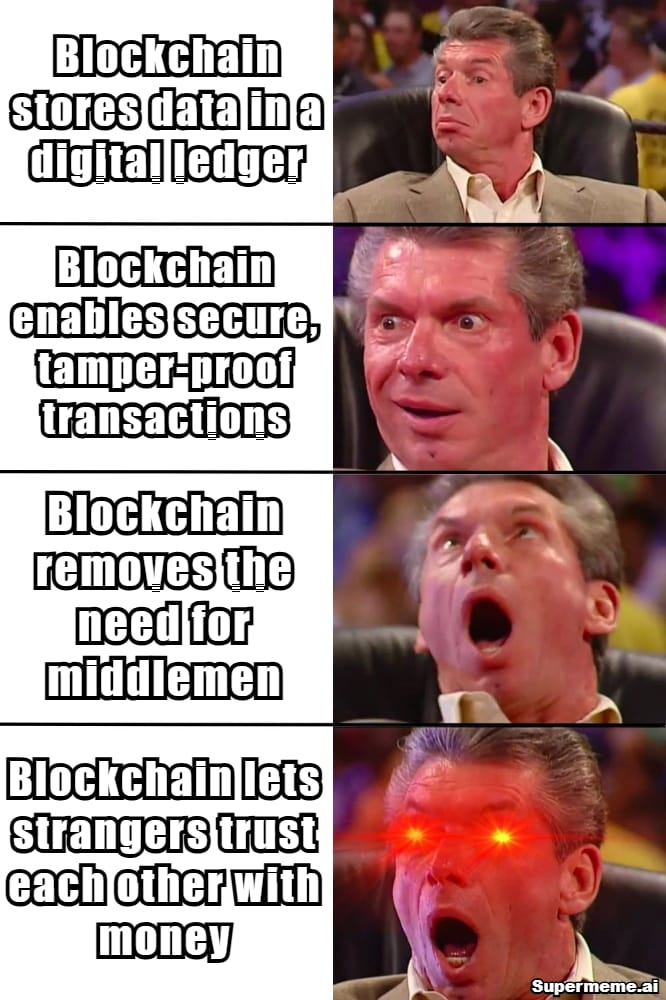 Blockchain
stores data in a
digital ledger
Blockchain
enables secure,
tamper-proof
transactions
Blockchain
removes the
need for
middlemen
Blockchain lets
strangers trust
each other with
money
Supermeme.ai